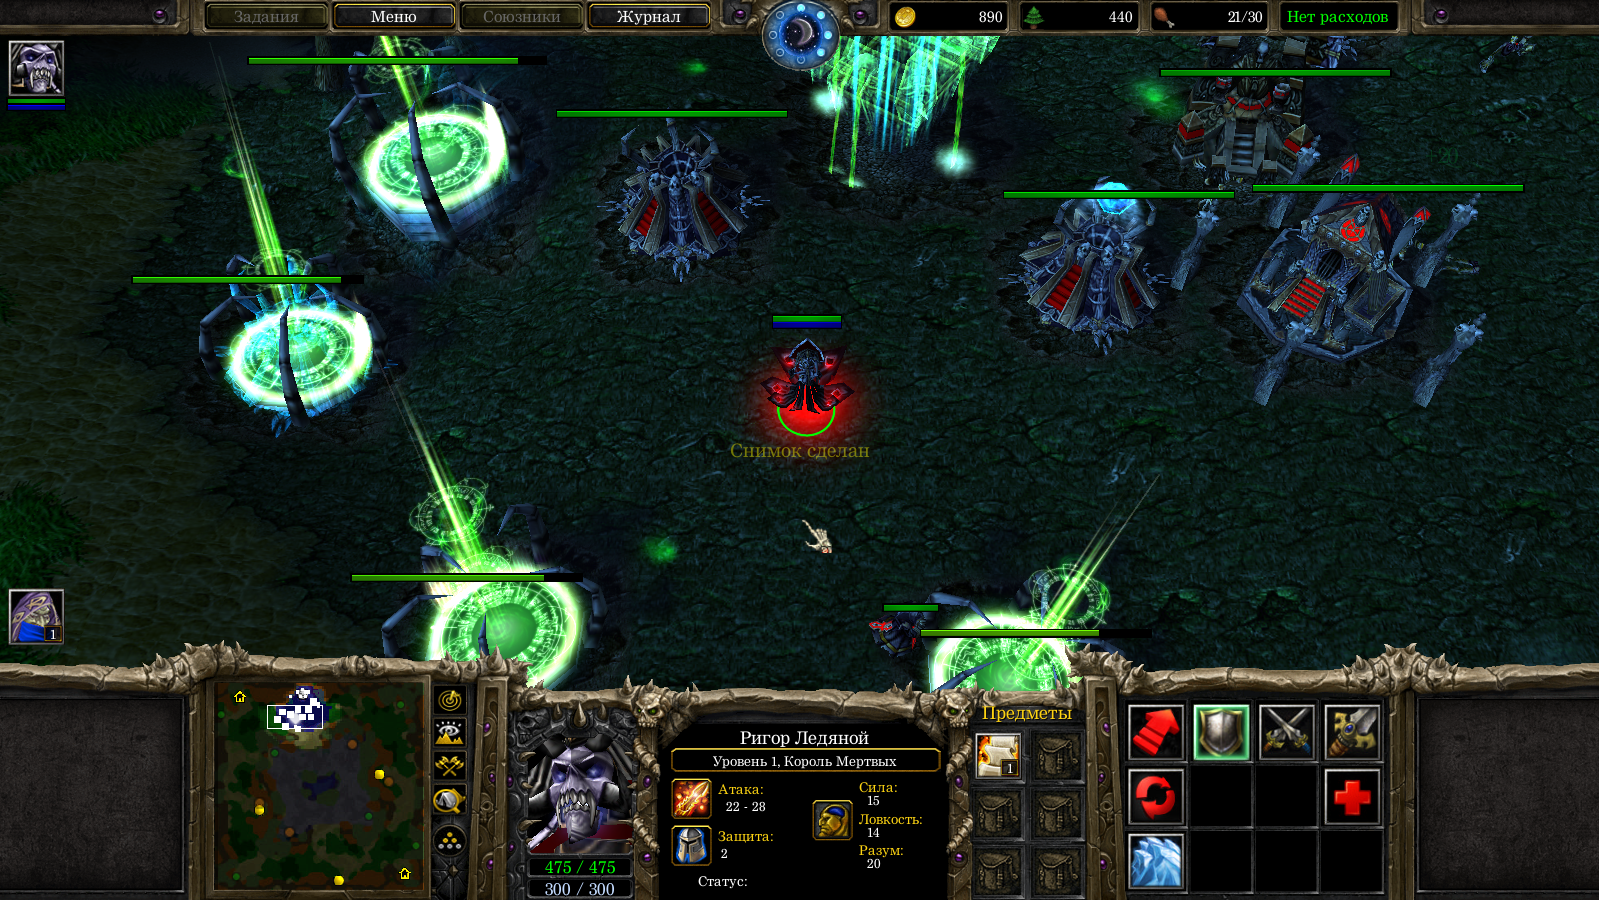 Задания Меню Союзники Журнал 890 440 21/30 Нет расходов
Снимок сделан
1
Ригор Ледяной
Уровень 1, Король Мертвых
Атака:
22 - 28
Защита:
2
Сила:
15
Ловкость:
14
Разум:
20
Статус:
475 / 475
300 / 300
Предметы
1